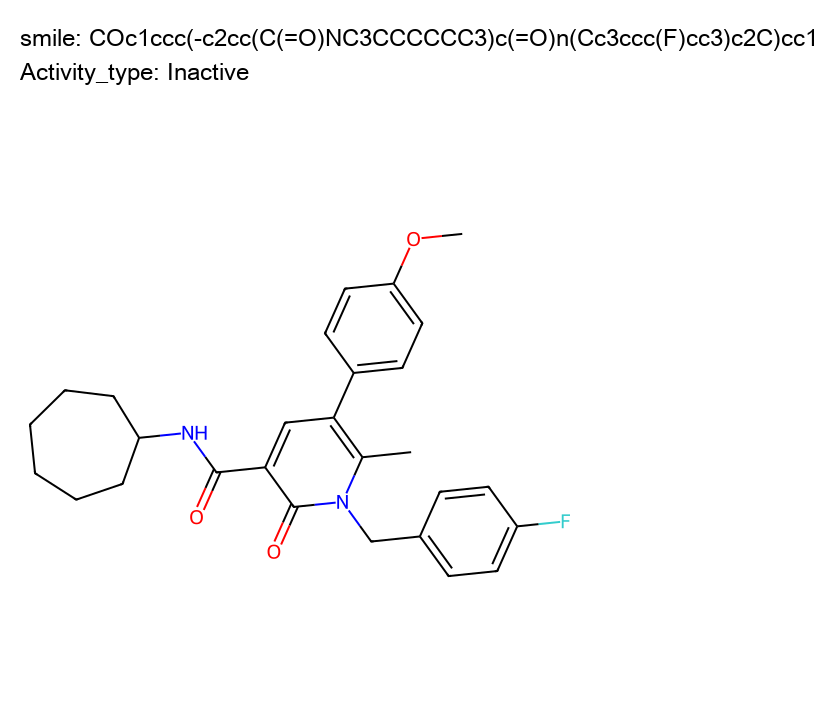 smile: COc1ccc(-c2cc(C(=O)NC3CCCCCC3)c(=O)n(Cc3ccc(F)cc3)c2C)cc1
Activity_type: Inactive
O
NH
O
N
O
F